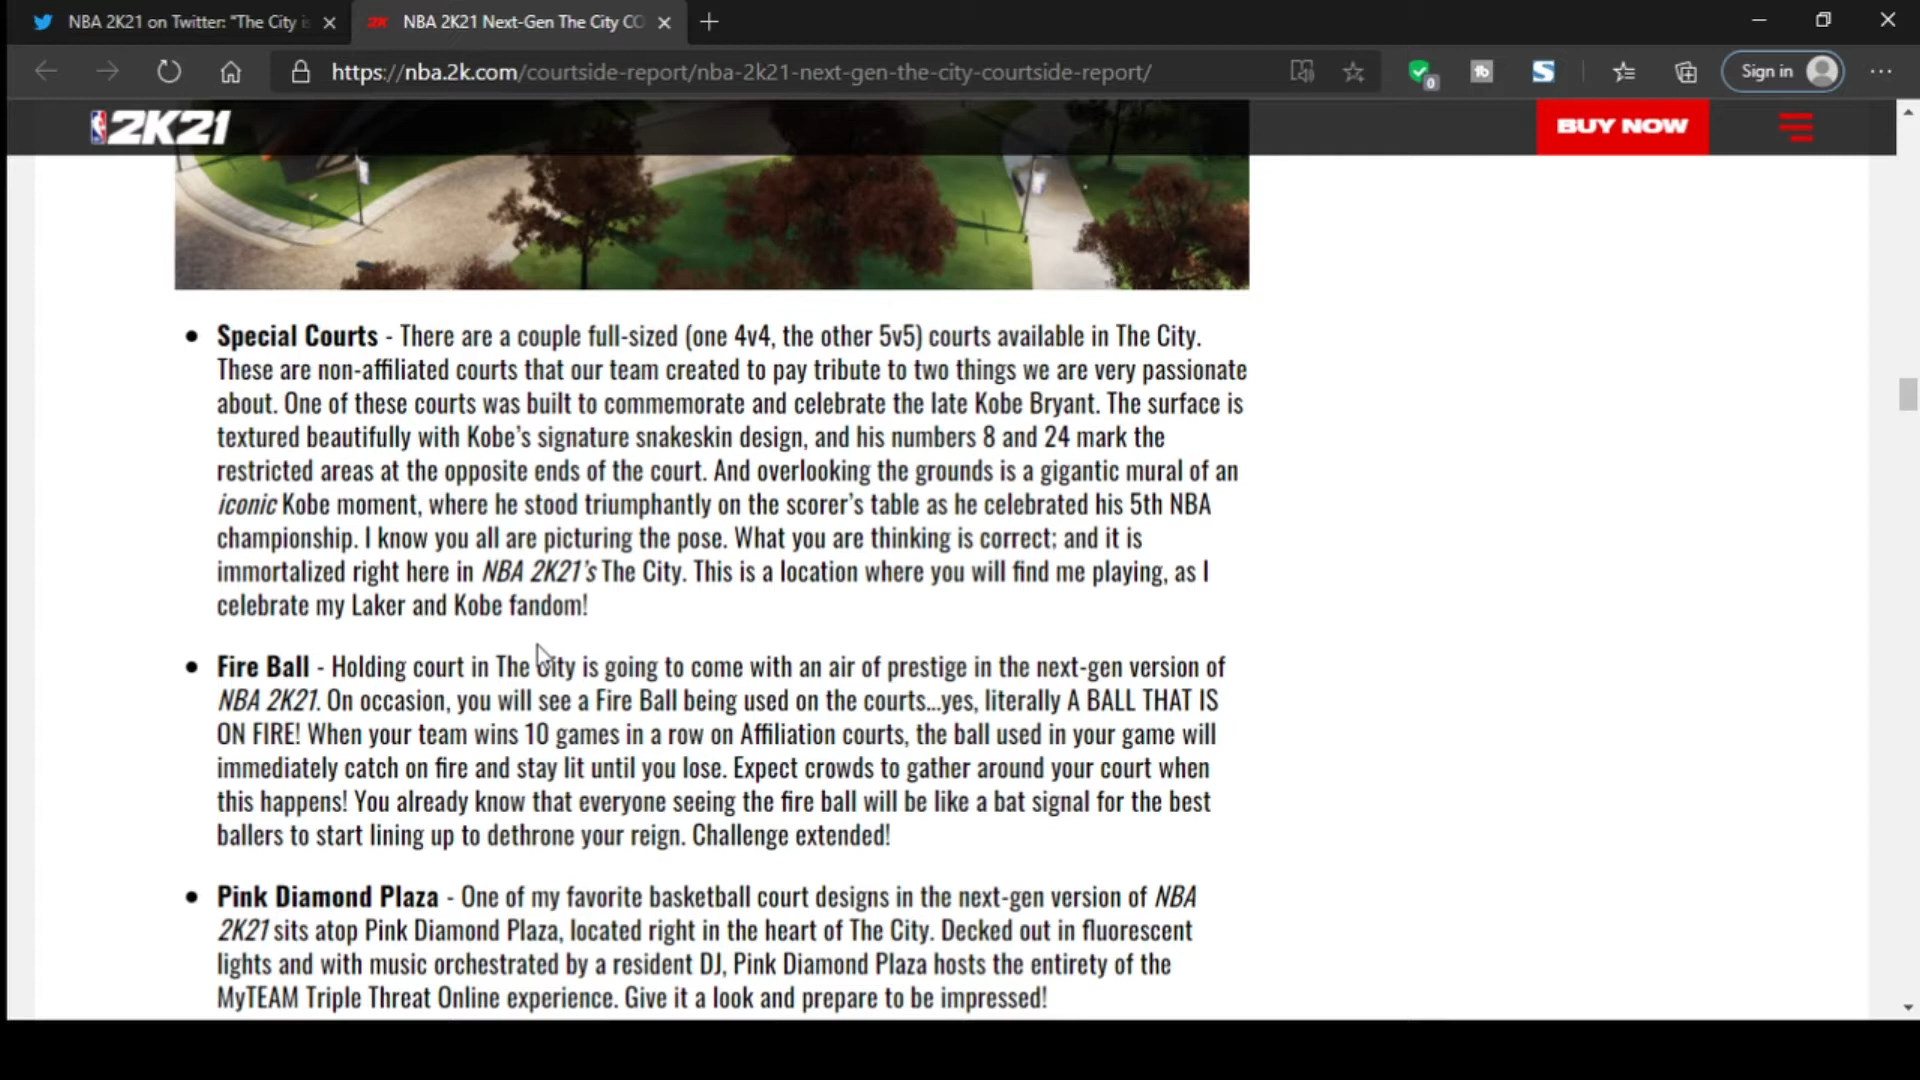 NBA 2K21 on Twitter: "The City i
NBA 2K21 Next-Gen The City CO
https://nba.2k.com/courtside-report/nba-2k21-next-gen-the-city-courtside-report/
0
tb
S
Sign in
2K21
BUY NOW
• Special Courts - There are a couple full-sized (one 4v4, the other 5v5) courts available in The City.
These are non-affiliated courts that our team created to pay tribute to two things we are very passionate
about. One of these courts was built to commemorate and celebrate the late Kobe Bryant. The surface is
textured beautifully with Kobe's signature snakeskin design, and his numbers 8 and 24 mark the
restricted areas at the opposite ends of the court. And overlooking the grounds is a gigantic mural of an
iconic Kobe moment, where he stood triumphantly on the scorer's table as he celebrated his 5th NBA
championship. I know you all are picturing the pose. What you are thinking is correct; and it is
immortalized right here in NBA 2K21's The City. This is a location where you will find me playing, as I
celebrate my Laker and Kobe fandom!
• Fire Ball - Holding court in The City is going to come with an air of prestige in the next-gen version of
NBA 2K21. On occasion, you will see a Fire Ball being used on the courts...yes, literally A BALL THAT IS
ON FIRE! When your team wins 10 games in a row on Affiliation courts, the ball used in your game will
immediately catch on fire and stay lit until you lose. Expect crowds to gather around your court when
this happens! You already know that everyone seeing the fire ball will be like a bat signal for the best
ballers to start lining up to dethrone your reign. Challenge extended!
• Pink Diamond Plaza - One of my favorite basketball court designs in the next-gen version of NBA
2K21 sits atop Pink Diamond Plaza, located right in the heart of The City. Decked out in fluorescent
lights and with music orchestrated by a resident DJ, Pink Diamond Plaza hosts the entirety of the
MyTEAM Triple Threat Online experience. Give it a look and prepare to be impressed!